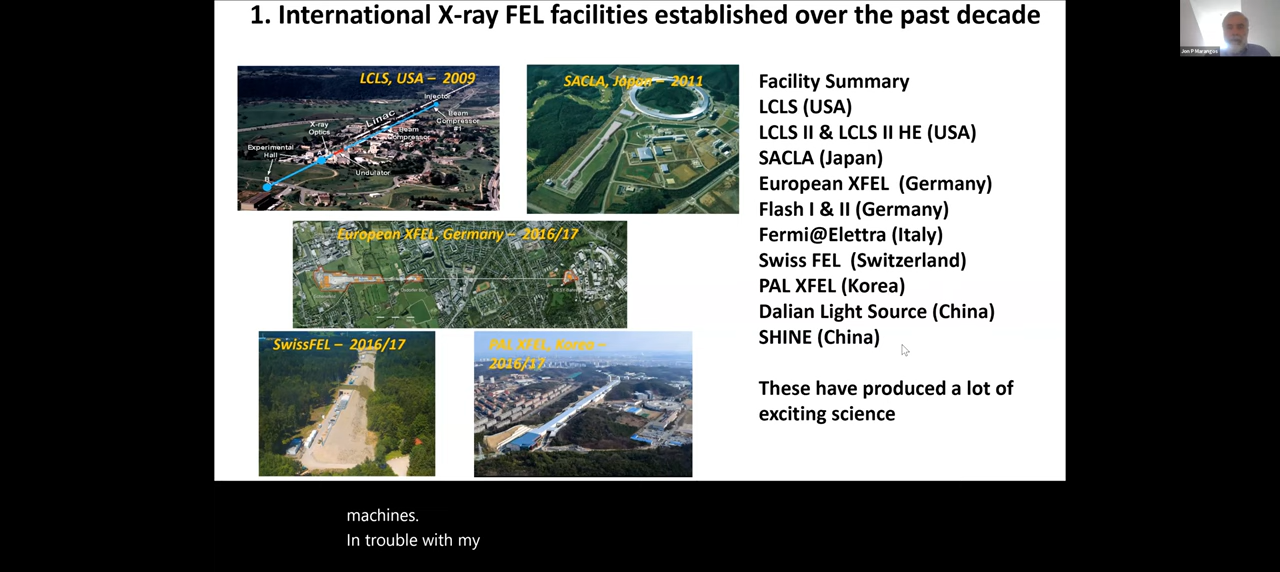 1. International X-ray FEL facilities established over the past decade
Jon P Marangos
LCLS, USA – 2009
Injector
Linac
Beam
Compressor
#1
X-ray
Optics
Beam
Compressor
Experimental
Hall
A
Undulator
B
SACLA, Japan – 2011
European XFEL, Germany – 2016/17
SwissFEL – 2016/17
PAL XFEL, Korea –
2016/17
Facility Summary
LCLS (USA)
LCLS II & LCLS II HE (USA)
SACLA (Japan)
European XFEL (Germany)
Flash I & II (Germany)
Fermi@Elettra (Italy)
Swiss FEL (Switzerland)
PAL XFEL (Korea)
Dalian Light Source (China)
SHINE (China)
These have produced a lot of
exciting science
machines.
In trouble with my